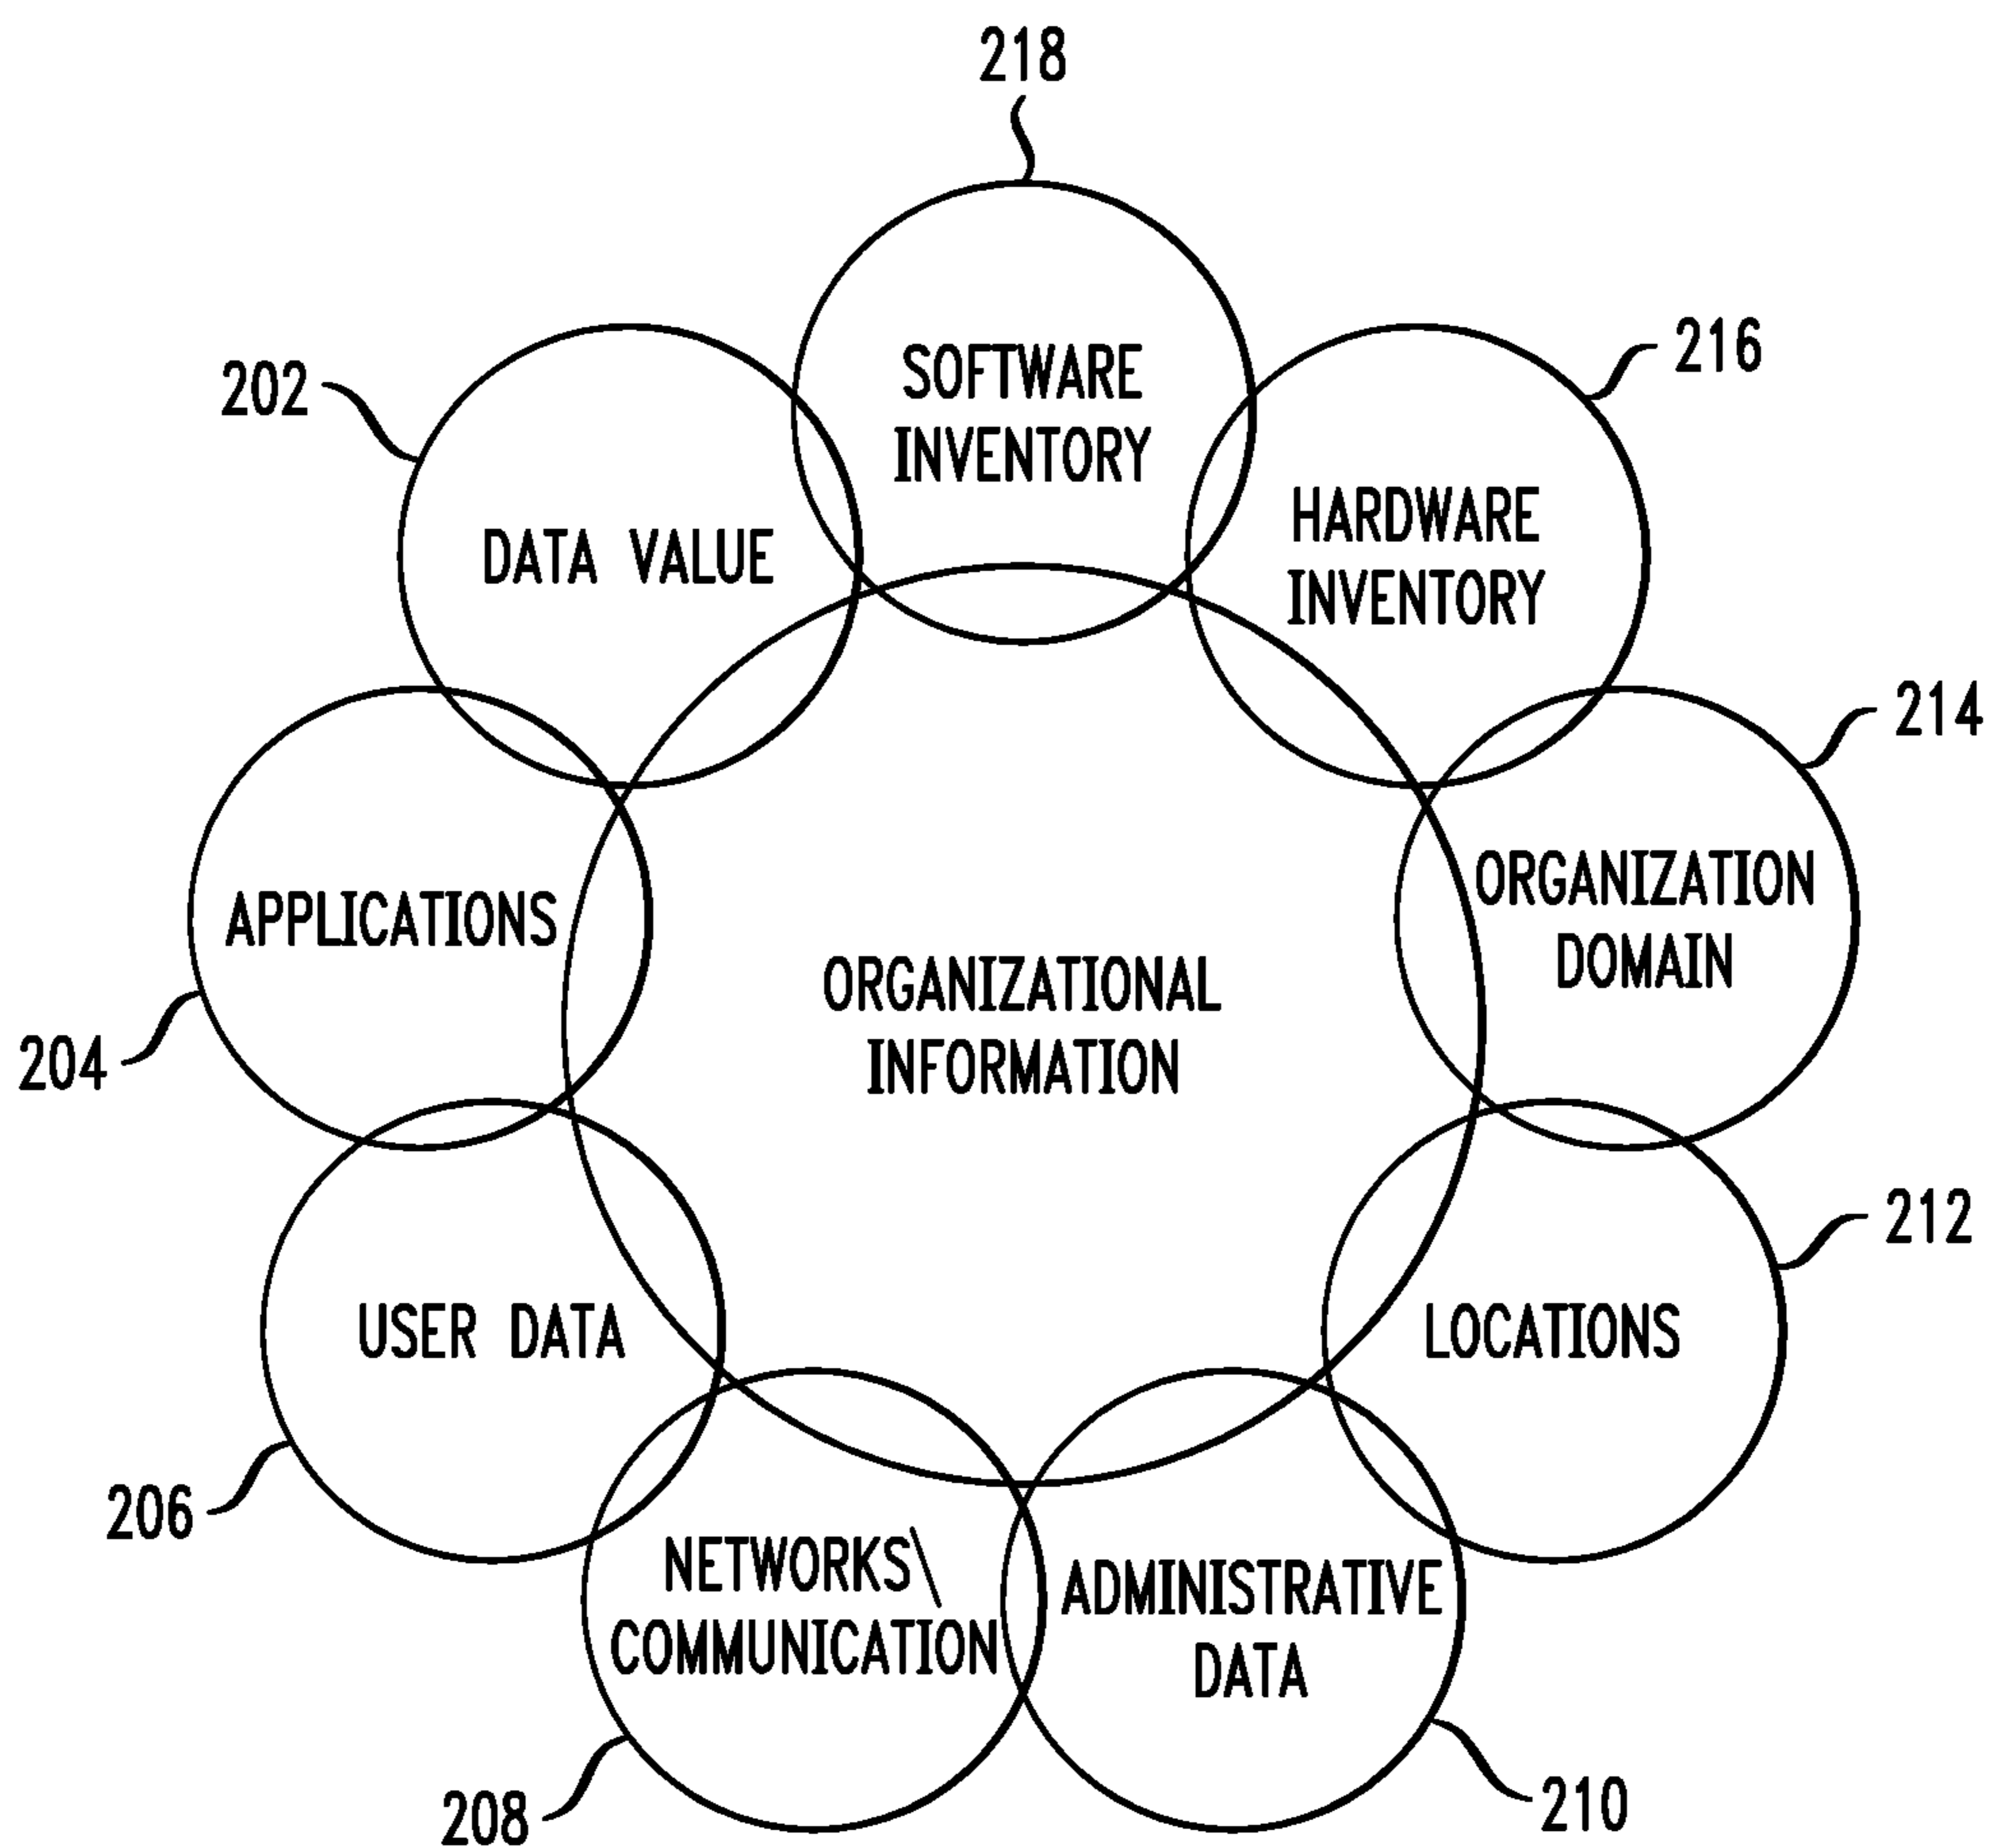 218
SOFTWARE
INVENTORY
216
HARDWARE
INVENTORY
202
DATA VALUE
214
ORGANIZATION
DOMAIN
APPLICATIONS
204
ORGANIZATIONAL
INFORMATION
212
LOCATIONS
USER DATA
206
NETWORKS\
COMMUNICATION
208
ADMINISTRATIVE
DATA
210